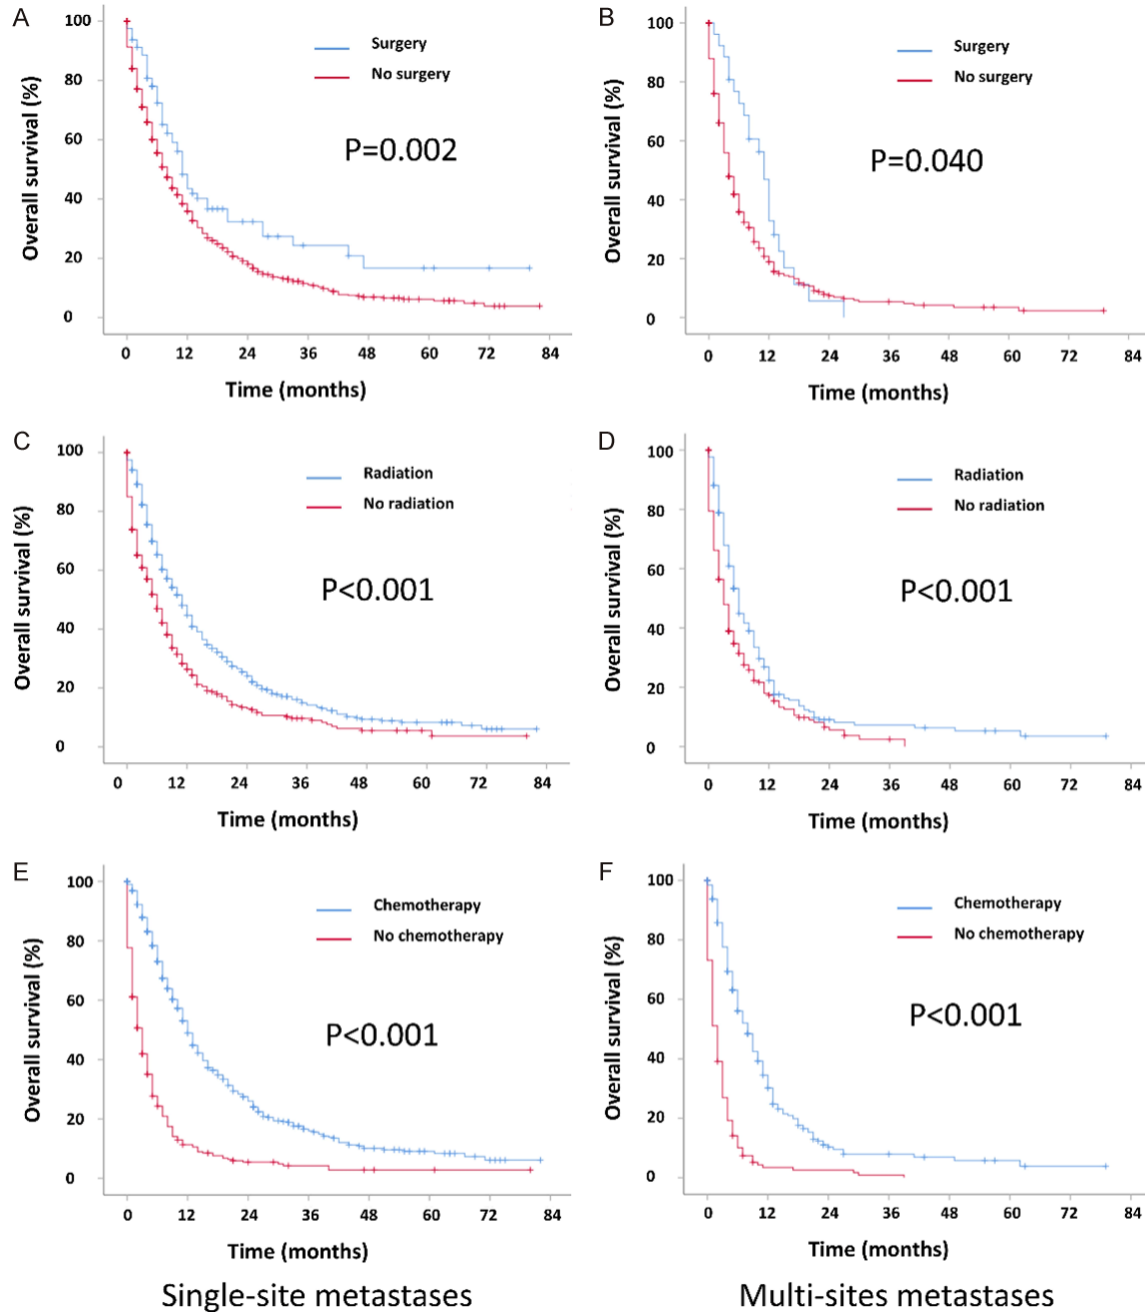 A
100
80
60
40
20
0
Overall survival (%)
Surgery
No surgery
P=0.002
0 12 24 36 48 60 72 84
Time (months)
B
100
80
60
40
20
0
Overall survival (%)
Surgery
No surgery
P=0.040
0 12 24 36 48 60 72 84
Time (months)
C
100
80
60
40
20
0
Overall survival (%)
Radiation
No radiation
P<0.001
0 12 24 36 48 60 72 84
Time (months)
D
100
80
60
40
20
0
Overall survival (%)
Radiation
No radiation
P<0.001
0 12 24 36 48 60 72 84
Time (months)
E
100
80
60
40
20
0
Overall survival (%)
Chemotherapy
No chemotherapy
P<0.001
0 12 24 36 48 60 72 84
Time (months)
F
100
80
60
40
20
0
Overall survival (%)
Chemotherapy
No chemotherapy
P<0.001
0 12 24 36 48 60 72 84
Time (months)
Single-site metastases
Multi-sites metastases